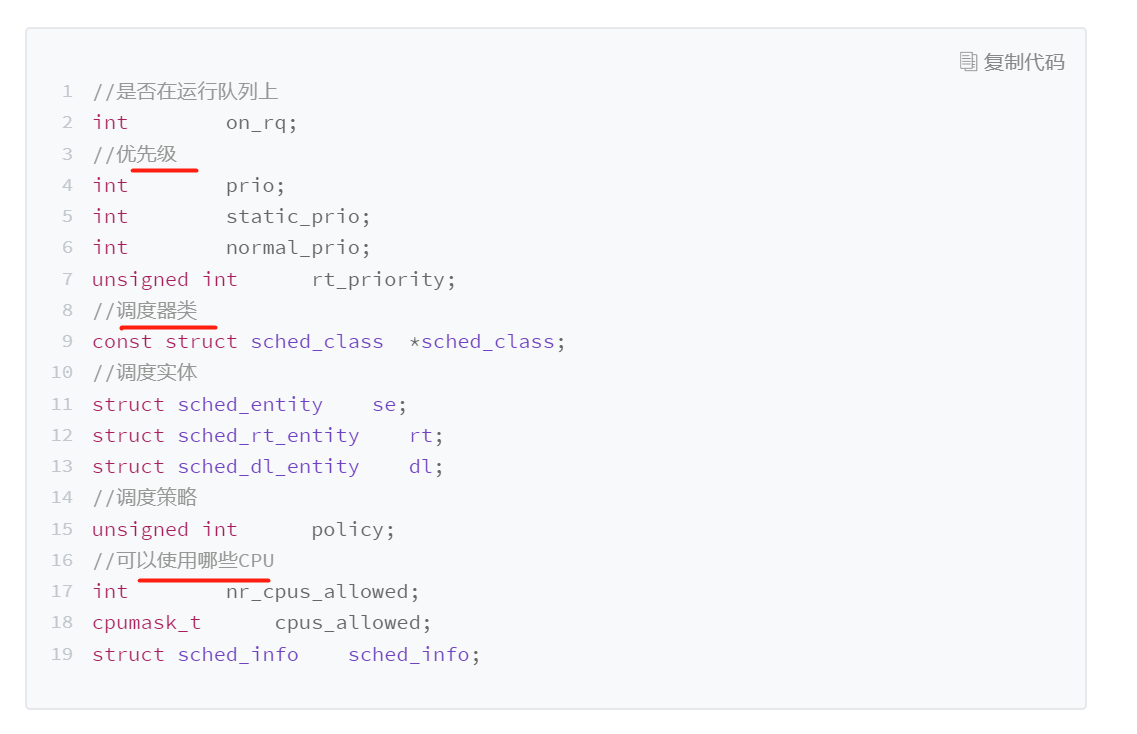 复制代码
1 //是否在运行队列上
2 int        on_rq;
3 //优先级
4 int        prio;
5 int        static_prio;
6 int        normal_prio;
7 unsigned int      rt_priority;
8 //调度器类
9 const struct sched_class  *sched_class;
10 //调度实体
11 struct sched_entity    se;
12 struct sched_rt_entity    rt;
13 struct sched_dl_entity    dl;
14 //调度策略
15 unsigned int      policy;
16 //可以使用哪些CPU
17 int        nr_cpus_allowed;
18 cpumask_t      cpus_allowed;
19 struct sched_info    sched_info;